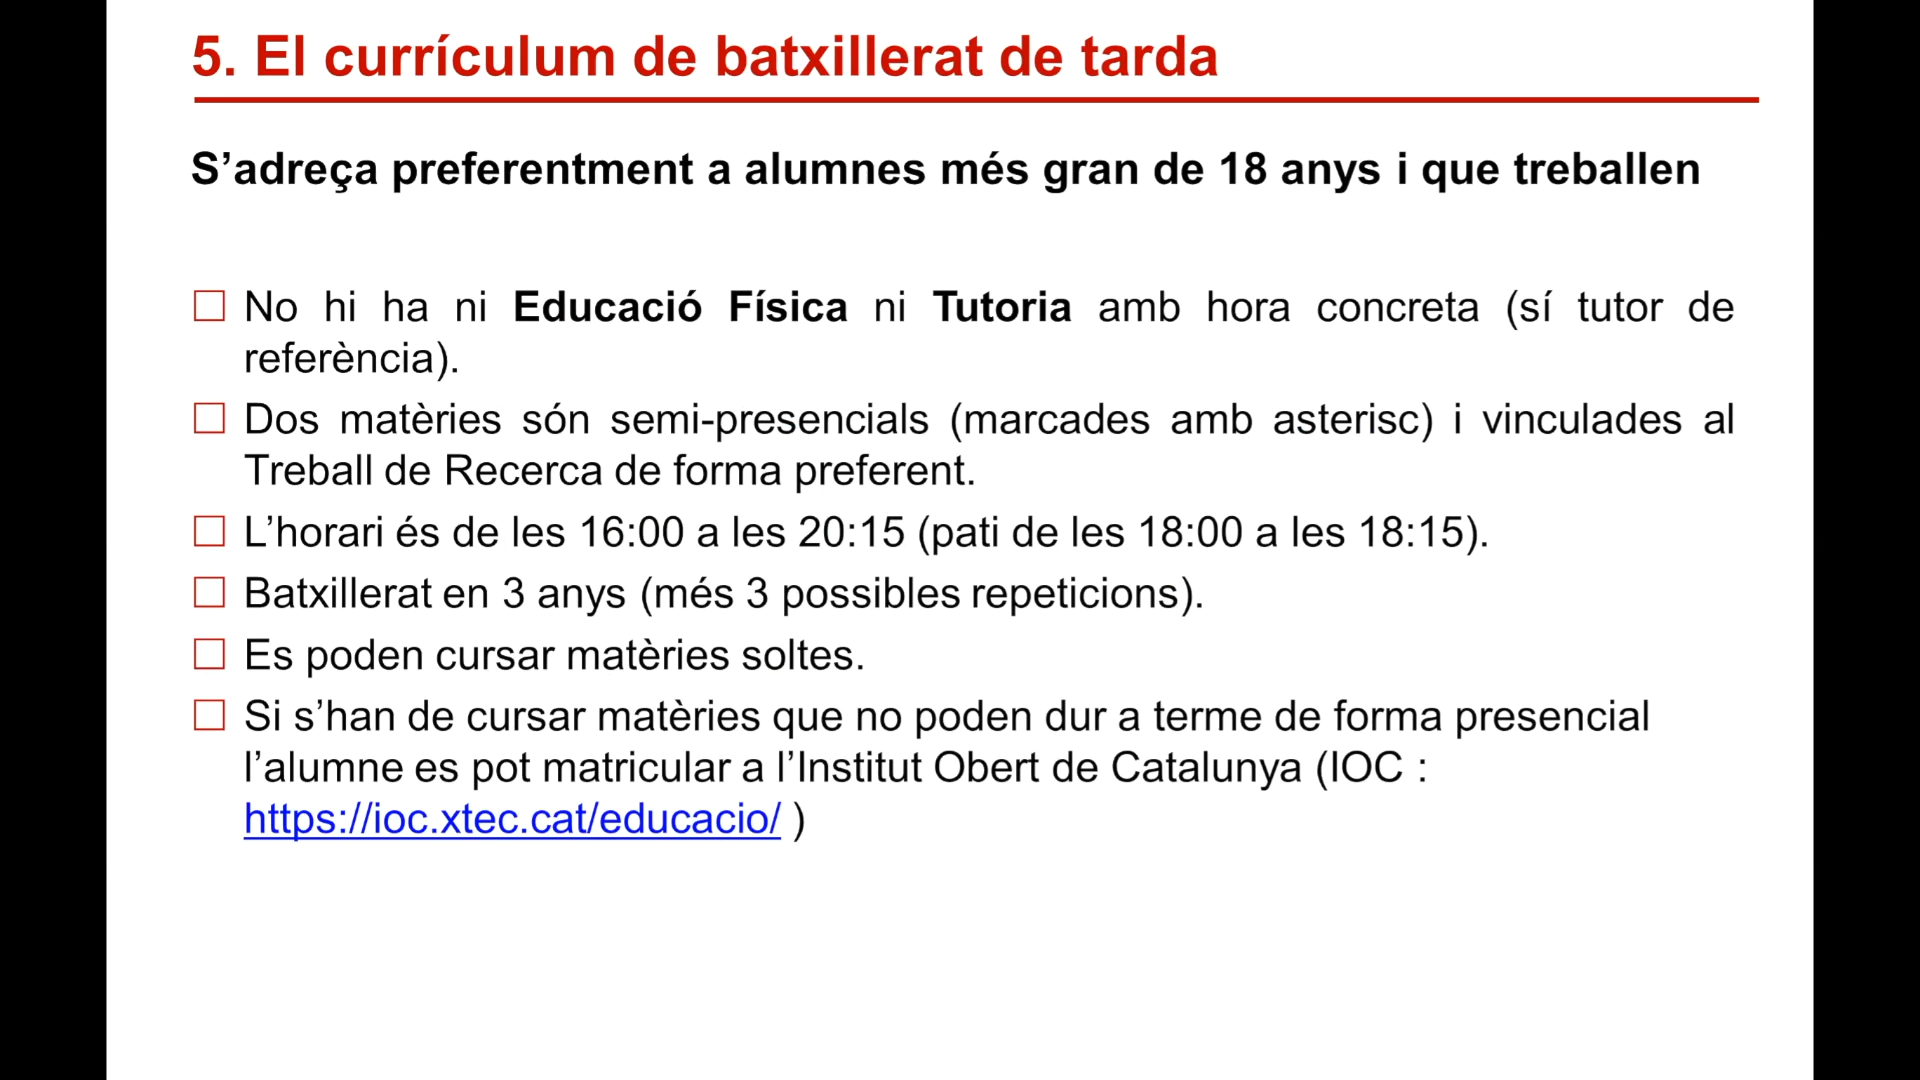 5. El currículum de batxillerat de tarda
S’adreça preferentment a alumnes més gran de 18 anys i que treballen
No hi ha ni Educació Física ni Tutoria amb hora concreta (sí tutor de
referència).
Dos matèries són semi-presencials (marcades amb asterisc) i vinculades al
Treball de Recerca de forma preferent.
L’horari és de les 16:00 a les 20:15 (pati de les 18:00 a les 18:15).
Batxillerat en 3 anys (més 3 possibles repeticions).
Es poden cursar matèries soltes.
Si s’han de cursar matèries que no poden dur a terme de forma presencial
l’alumne es pot matricular a l’Institut Obert de Catalunya (IOC :
https://ioc.xtec.cat/educacio/ )